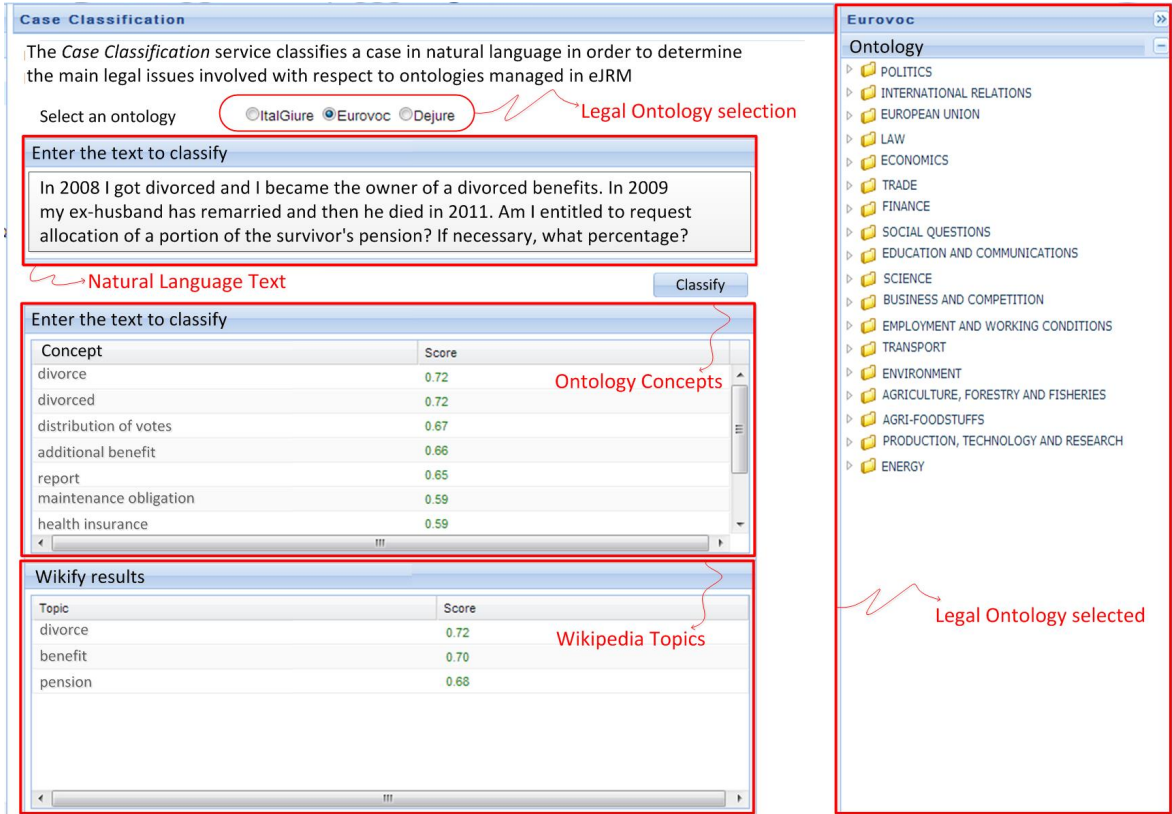 Case Classification
The Case Classification service classifies a case in natural language in order to determine
the main legal issues involved with respect to ontologies managed in eJRM
Select an ontology
ItalGiure Eurovoc Dejure
Legal Ontology selection
Enter the text to classify
In 2008 I got divorced and I became the owner of a divorced benefits. In 2009
my ex-husband has remarried and then he died in 2011. Am I entitled to request
allocation of a portion of the survivor's pension? If necessary, what percentage?
Natural Language Text
Classify
Enter the text to classify
Concept Score
divorce 0.72
divorced 0.72
distribution of votes 0.67
additional benefit 0.66
report 0.65
maintenance obligation 0.59
health insurance 0.59
Ontology Concepts
Wikify results
Topic Score
divorce 0.72
benefit 0.70
pension 0.68
Wikipedia Topics
Eurovoc
Ontology
POLITICS
INTERNATIONAL RELATIONS
EUROPEAN UNION
LAW
ECONOMICS
TRADE
FINANCE
SOCIAL QUESTIONS
EDUCATION AND COMMUNICATIONS
SCIENCE
BUSINESS AND COMPETITION
EMPLOYMENT AND WORKING CONDITIONS
TRANSPORT
ENVIRONMENT
AGRICULTURE, FORESTRY AND FISHERIES
AGRI-FOODSTUFFS
PRODUCTION, TECHNOLOGY AND RESEARCH
ENERGY
Legal Ontology selected